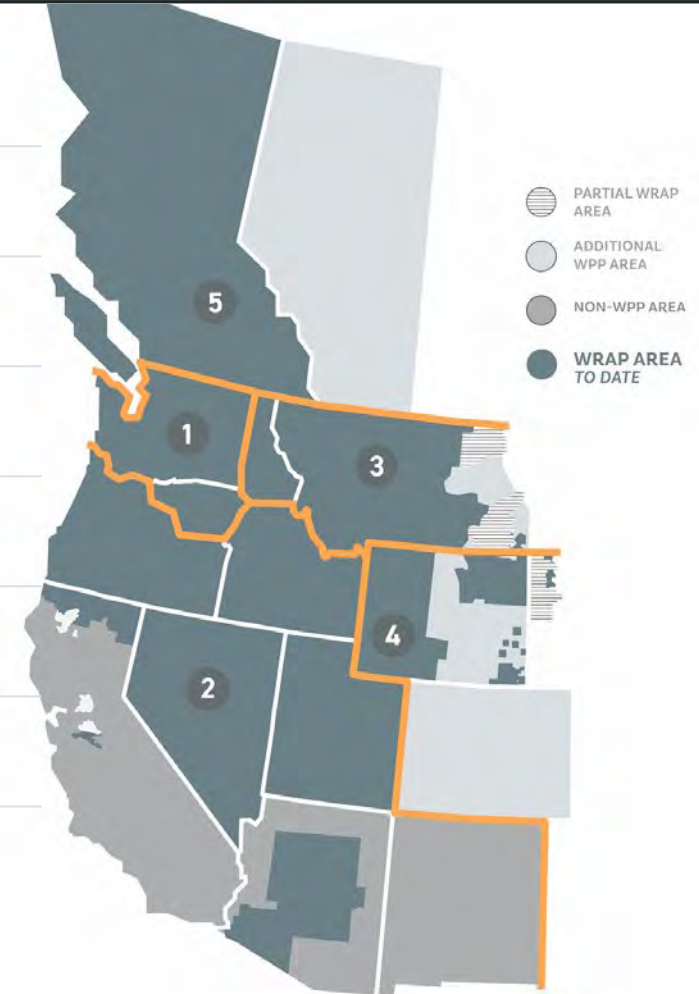 PARTIAL WRAP
AREA
ADDITIONAL
WPP AREA
5
NON-WPP AREA
WRAP AREA
TO DATE
1
3
4
2